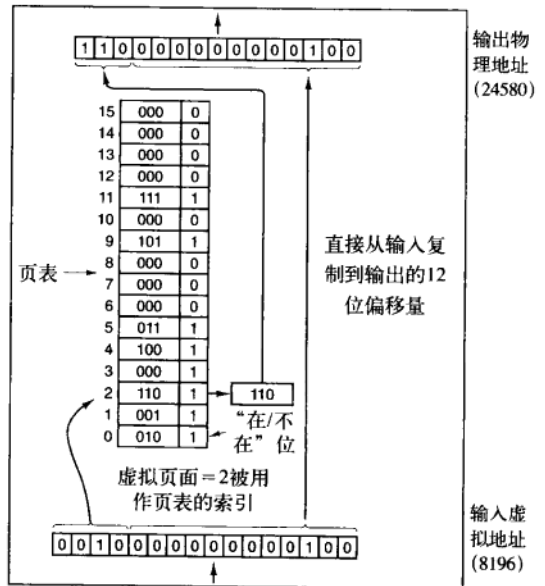 110000000000100
输出物
理地址
(24580)
15 000 0
14 000 0
13 000 0
12 000 0
11 111 1
10 000 0
9 101 1
8 000 0
7 000 0
6 000 0
5 011 1
4 100 1
3 000 1
2 110 1 110
1 001 1
0 010 1
页表
“在/不
在”位
直接从输入复
制到输出的12
位偏移量
虚拟页面=2被用
作页表的索引
0010000000000100
输入虚
拟地址
(8196)